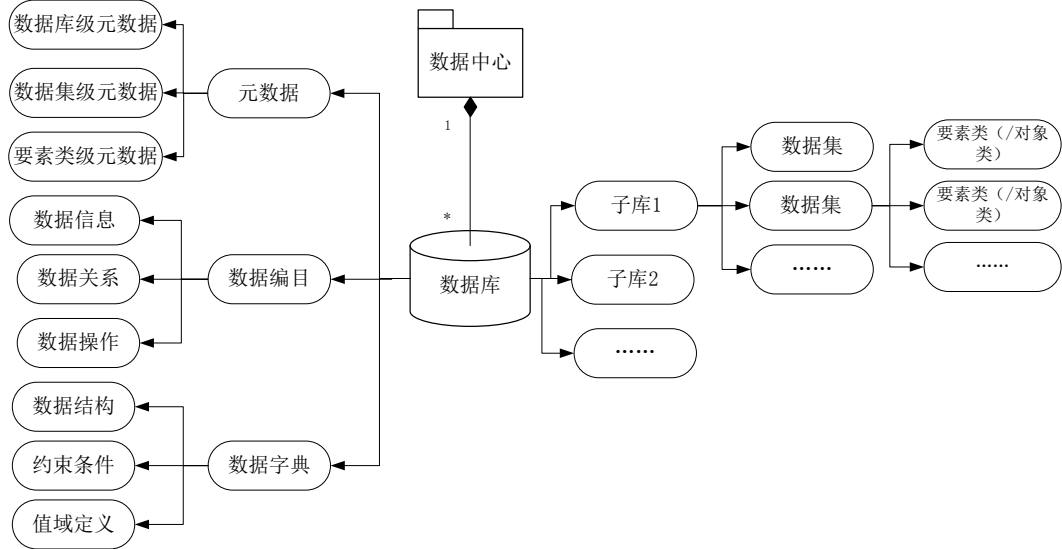 数据库级元数据
数据集级元数据
要素类级元数据
元数据
数据信息
数据关系
数据操作
数据编目
数据结构
约束条件
值域定义
数据字典
数据中心
1
*
数据库
子库1
子库2
……
数据集
数据集
……
要素类（/对象
类）
要素类（/对象
类）
……